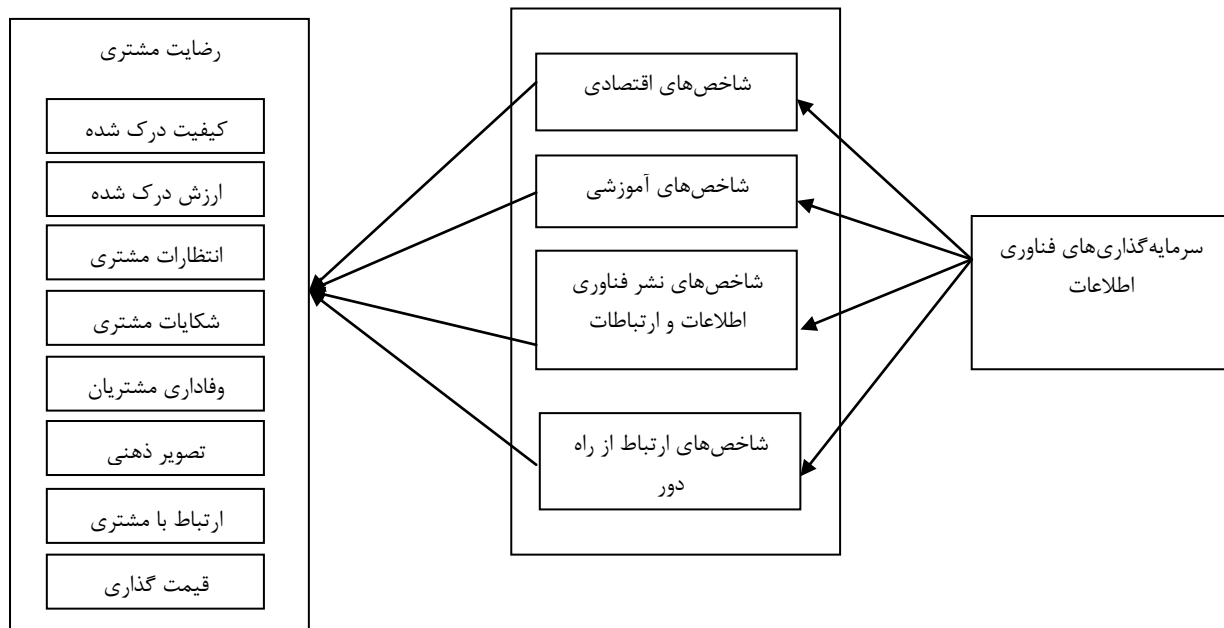 سرمایه‌گذاری‌های فناوری
اطلاعات
شاخص‌های اقتصادی
شاخص‌های آموزشی
شاخص‌های نشر فناوری
اطلاعات و ارتباطات
شاخص‌های ارتباط از راه
دور
رضایت مشتری
کیفیت درک شده
ارزش درک شده
انتظارات مشتری
شکایات مشتری
وفاداری مشتریان
تصویر ذهنی
ارتباط با مشتری
قیمت گذاری